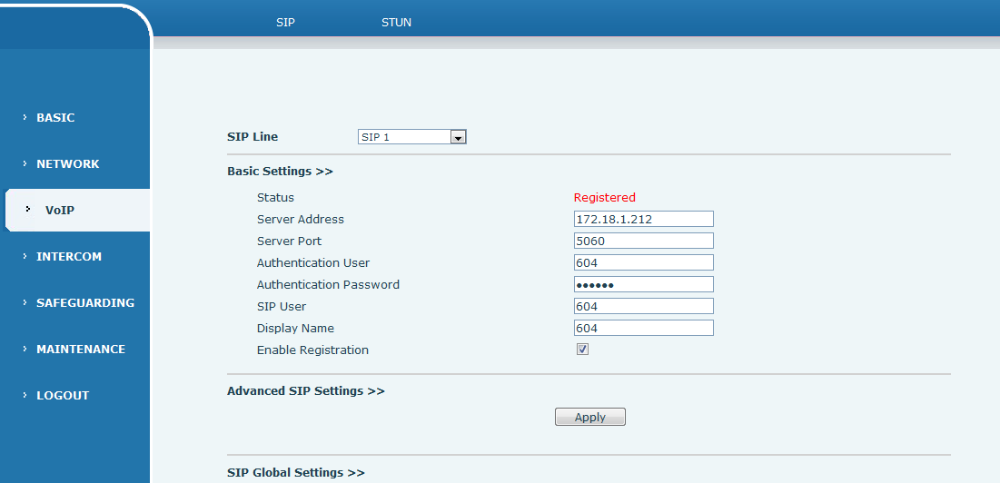 SIP STUN
BASIC
NETWORK
VoIP
INTERCOM
SAFEGUARDING
MAINTENANCE
LOGOUT
SIP Line SIP 1
Basic Settings >>
Status Registered
Server Address 172.18.1.212
Server Port 5060
Authentication User 604
Authentication Password ••••••
SIP User 604
Display Name 604
Enable Registration
Advanced SIP Settings >>
Apply
SIP Global Settings >>